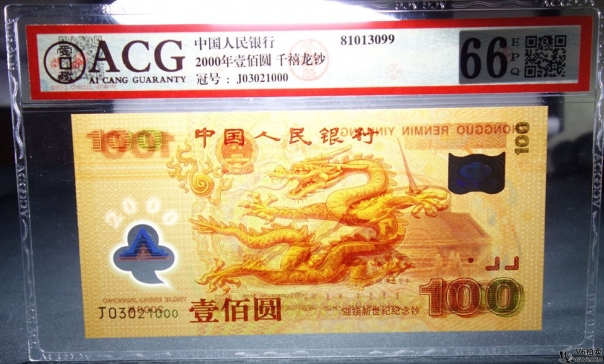 ACG
AI CANG GUARANTY
中国人民银行
2000年壹佰圆 千禧龙钞
冠号：J03021000
81013099
66
EPQ
100
中国人民银行
ZHONGGUO RENMIN YINHANG
100
2000
J03021000
壹佰圆
迎接新世纪纪念钞
100